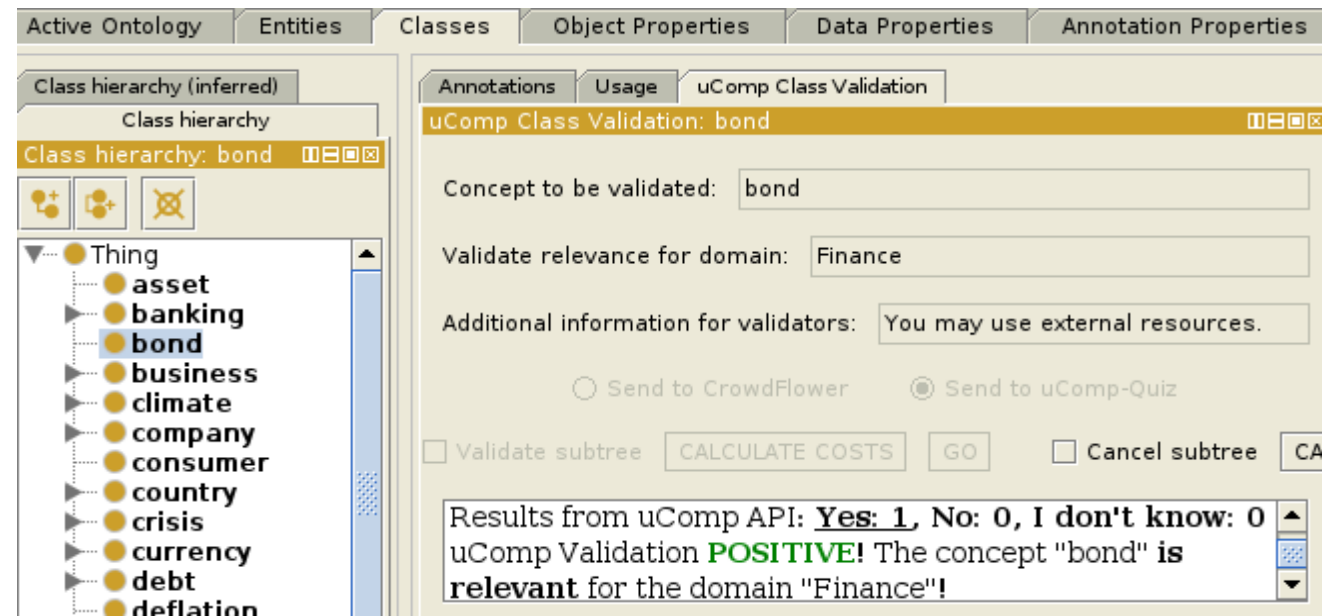 Active Ontology Entities Classes Object Properties Data Properties Annotation Properties
Class hierarchy (inferred)
Class hierarchy
Class hierarchy: bond
Thing
asset
banking
bond
business
climate
company
consumer
country
crisis
currency
debt
deflation
Annotations Usage uComp Class Validation
uComp Class Validation: bond
Concept to be validated: bond
Validate relevance for domain: Finance
Additional information for validators: You may use external resources.
Send to CrowdFlower Send to uComp-Quiz
Validate subtree CALCULATE COSTS GO Cancel subtree CA
Results from uComp API: Yes: 1, No: 0, I don't know: 0
uComp Validation POSITIVE! The concept "bond" is
relevant for the domain "Finance"!